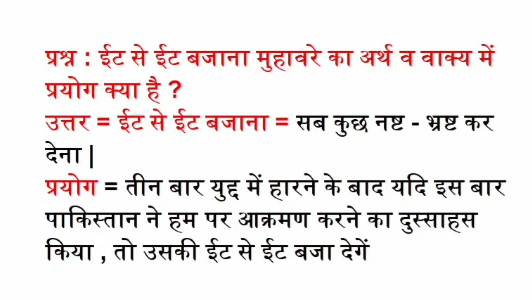 प्रश्न : ईट से ईट बजाना मुहावरे का अर्थ व वाक्य में
प्रयोग क्या है ?
उत्तर = ईट से ईट बजाना = सब कुछ नष्ट - भ्रष्ट कर
देना |
प्रयोग = तीन बार युद्द में हारने के बाद यदि इस बार
पाकिस्तान ने हम पर आक्रमण करने का दुस्साहस
किया , तो उसकी ईट से ईट बजा देगें